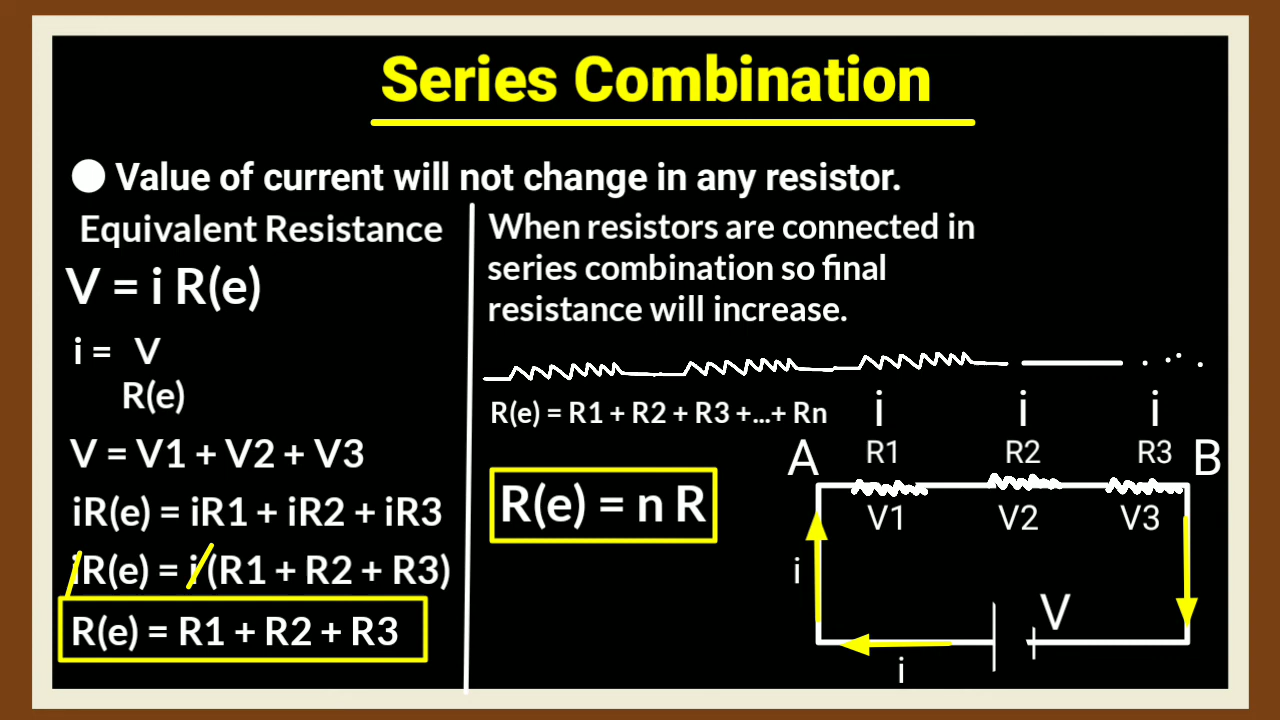 Series Combination
Value of current will not change in any resistor.
Equivalent Resistance
V = i R(e)
i = V
R(e)
V = V1 + V2 + V3
iR(e) = iR1 + iR2 + iR3
iR(e) = i (R1 + R2 + R3)
R(e) = R1 + R2 + R3
When resistors are connected in
series combination so final
resistance will increase.
R(e) = R1 + R2 + R3 +...+ Rn
R(e) = n R
i i i
A R1 R2 R3 B
V1 V2 V3
i
V
i